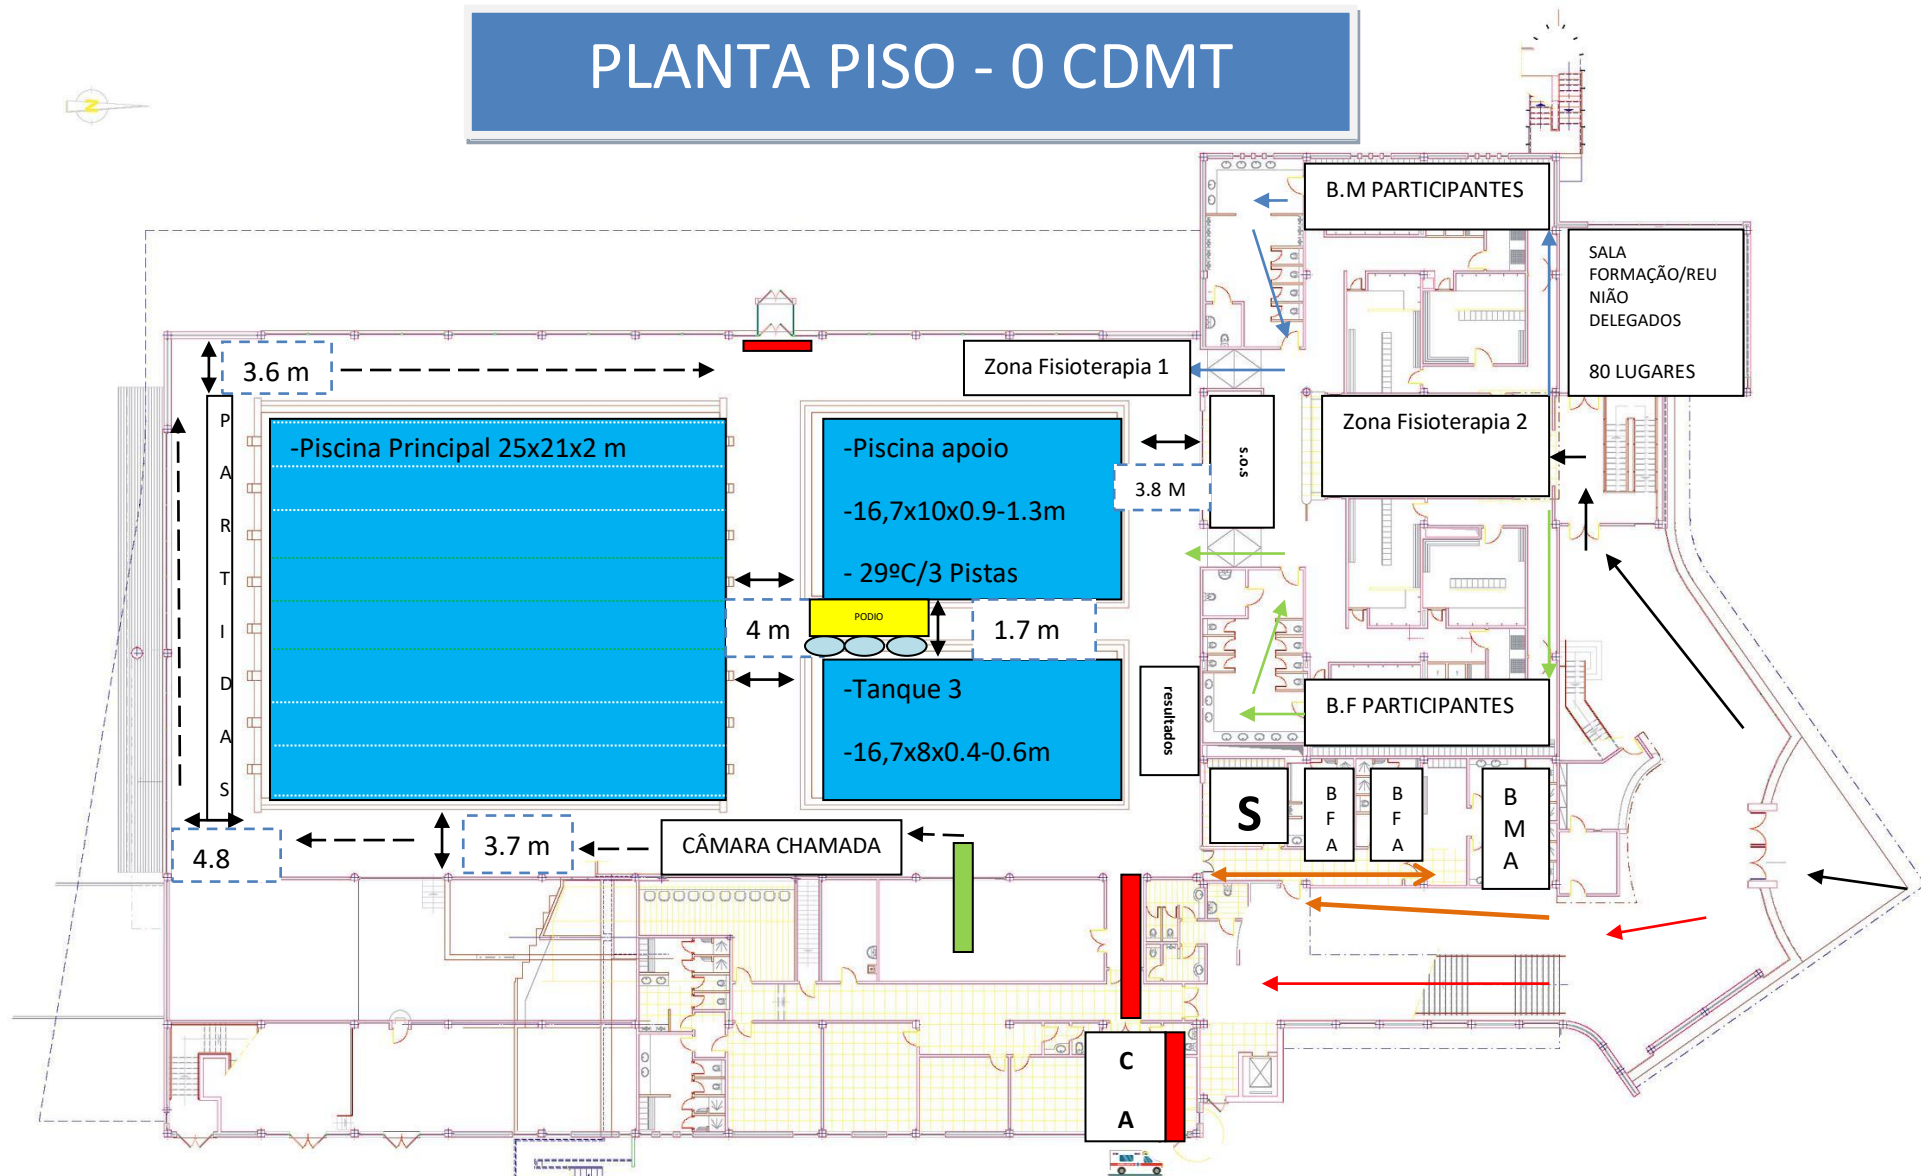 PLANTA PISO - 0 CDMT
N
B.M PARTICIPANTES
SALA
FORMAÇÃO/REU
NIÃO
DELEGADOS
80 LUGARES
3.6 m
Zona Fisioterapia 1
Zona Fisioterapia 2
P
A
R
T
I
D
A
S
-Piscina Principal 25x21x2 m
-Piscina apoio
-16,7x10x0.9-1.3m
- 29ºC/3 Pistas
s.o.s
3.8 M
PODIO
4 m
1.7 m
-Tanque 3
-16,7x8x0.4-0.6m
resultados
B.F PARTICIPANTES
S
B
F
A
B
F
A
B
M
A
4.8
3.7 m
CÂMARA CHAMADA
C
A